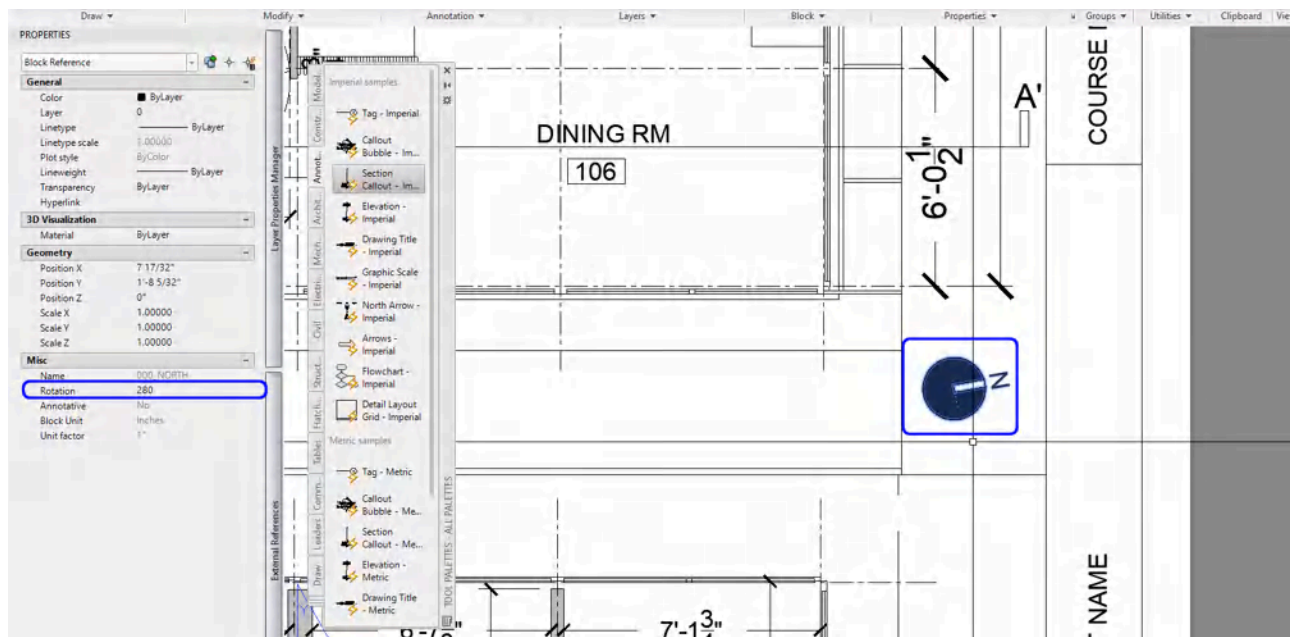 Draw
Modify
Annotation
Layers
Block
Properties
Groups
Utilities
Clipboard
PROPERTIES
Block Reference
General
Color ByLayer
Layer 0
Linetype ByLayer
Linetype scale 1.00000
Plot style ByColor
Lineweight ByLayer
Transparency ByLayer
Hyperlink
3D Visualization
Material ByLayer
Geometry
Position X 7 17/32"
Position Y 1'-8 5/32"
Position Z 0"
Scale X 1.00000
Scale Y 1.00000
Scale Z 1.00000
Misc
Name 000. NORTH
Rotation 280
Annotative No
Block Unit Inches
Unit factor 1"
Layer Properties Manager
External References
Model
Constr...
Annot...
Archit...
Mech...
Electri...
Civil
Struct...
Hatch...
Tables
Comm...
Leaders
Draw
Imperial samples
Tag - Imperial
Callout
Bubble - Im...
Section
Callout - Im...
Elevation -
Imperial
Drawing Title
- Imperial
Graphic Scale
- Imperial
North Arrow -
Imperial
Arrows -
Imperial
Flowchart -
Imperial
Detail Layout
Grid - Imperial
Metric samples
Tag - Metric
Callout
Bubble - Me...
Section
Callout - Me...
Elevation -
Metric
Drawing Title
- Metric
TOOL PALETTES - ALL PALETTES
DINING RM
106
6'-0 1/2"
A'
COURSE
N
7'-1 3
NAME